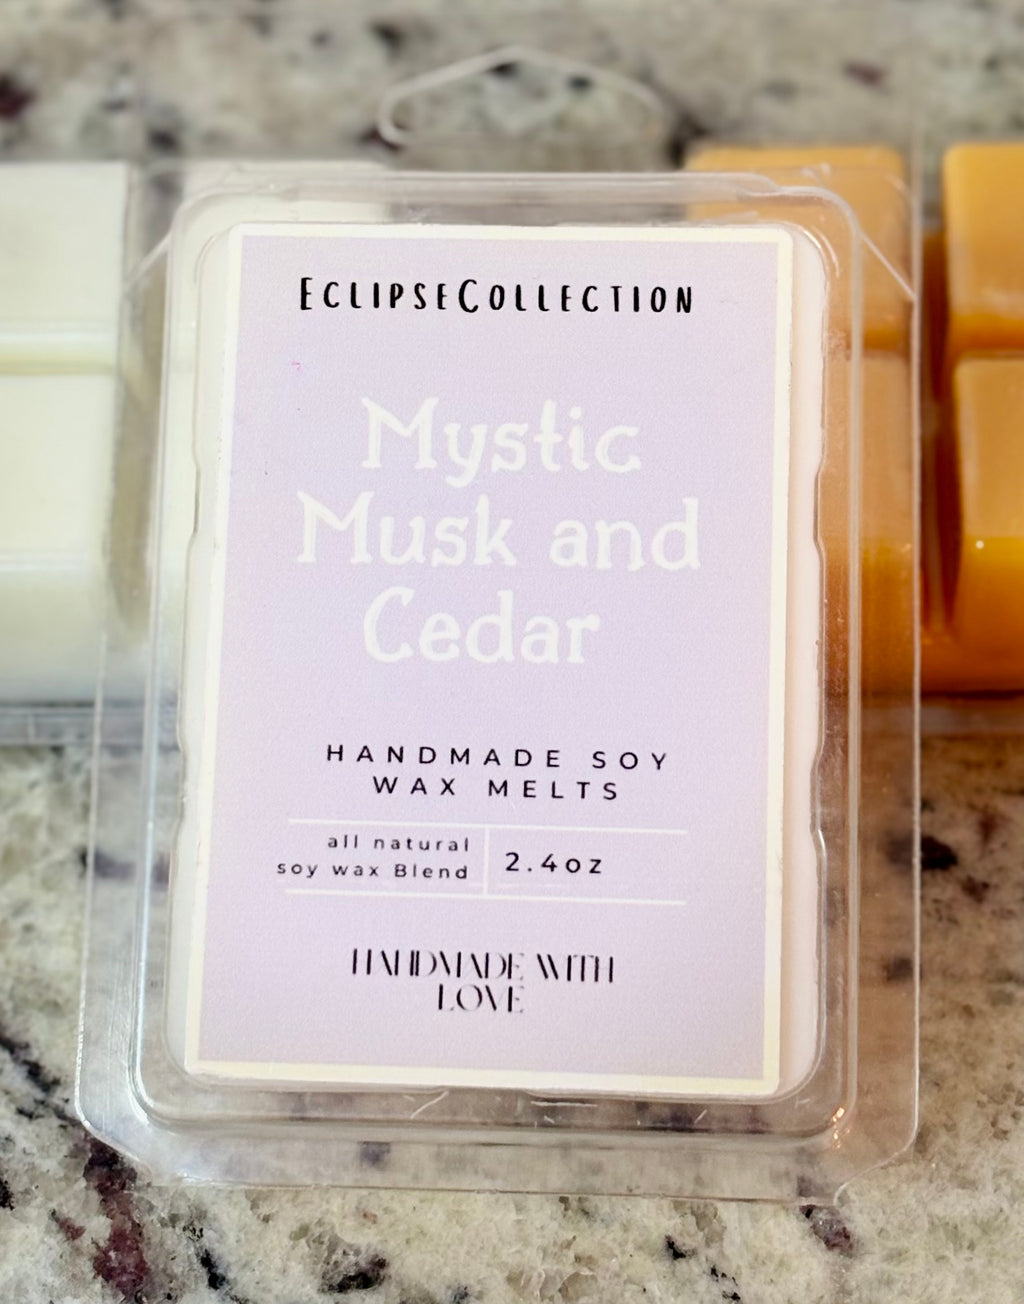 EclipseCollection
Mystic
Musk and
Cedar
HANDMADE SOY
WAX MELTS
all natural
soy wax Blend
2.4oz
HANDMADE WITH
LOVE